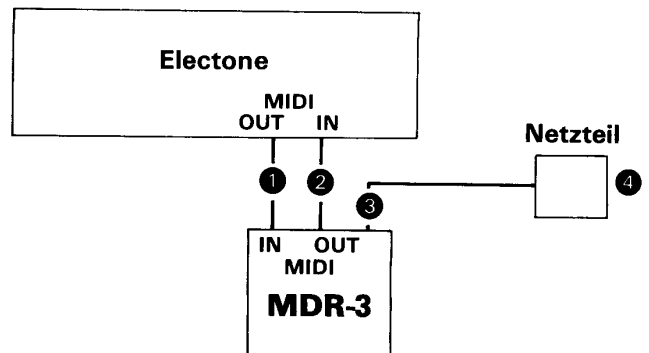 Electone
MIDI
OUT IN
Netzteil
1 2
4
3
IN OUT
MIDI
MDR-3